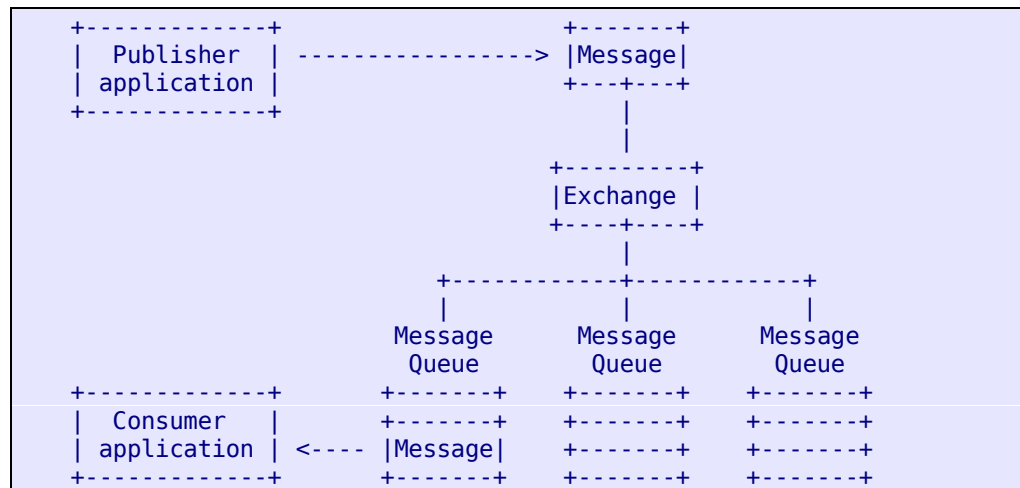 +-------------+ +-------+
| Publisher | -----------------> |Message|
| application | +---+---+
+-------------+ |
|
+---------+
|Exchange |
+----+----+
|
+------------+------------+
| | |
Message Message Message
Queue Queue Queue
+-------------+ +-------+ +-------+ +-------+
| Consumer | +-------+ +-------+ +-------+
| application | <---- |Message| +-------+ +-------+
+-------------+ +-------+ +-------+ +-------+